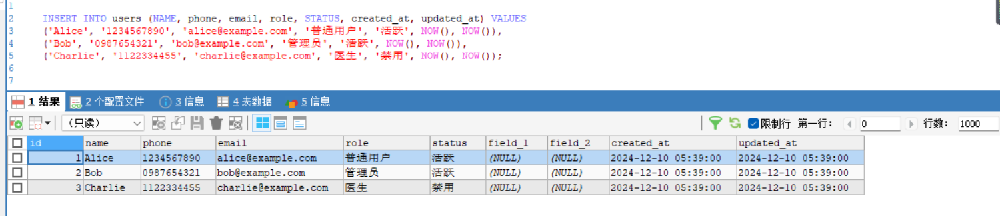 1
2 INSERT INTO users (NAME, phone, email, role, STATUS, created_at, updated_at) VALUES
3 ('Alice', '1234567890', 'alice@example.com', '普通用户', '活跃', NOW(), NOW()),
4 ('Bob', '0987654321', 'bob@example.com', '管理员', '活跃', NOW(), NOW()),
5 ('Charlie', '1122334455', 'charlie@example.com', '医生', '禁用', NOW(), NOW());
6
7
1 结果 2 个配置文件 3 信息 4 表数据 5 信息
（只读） 限制行 第一行： 0 行数： 1000
id name phone email role status field_1 field_2 created_at updated_at
1 Alice 1234567890 alice@example.com 普通用户 活跃 (NULL) (NULL) 2024-12-10 05:39:00 2024-12-10 05:39:00
2 Bob 0987654321 bob@example.com 管理员 活跃 (NULL) (NULL) 2024-12-10 05:39:00 2024-12-10 05:39:00
3 Charlie 1122334455 charlie@example.com 医生 禁用 (NULL) (NULL) 2024-12-10 05:39:00 2024-12-10 05:39:00